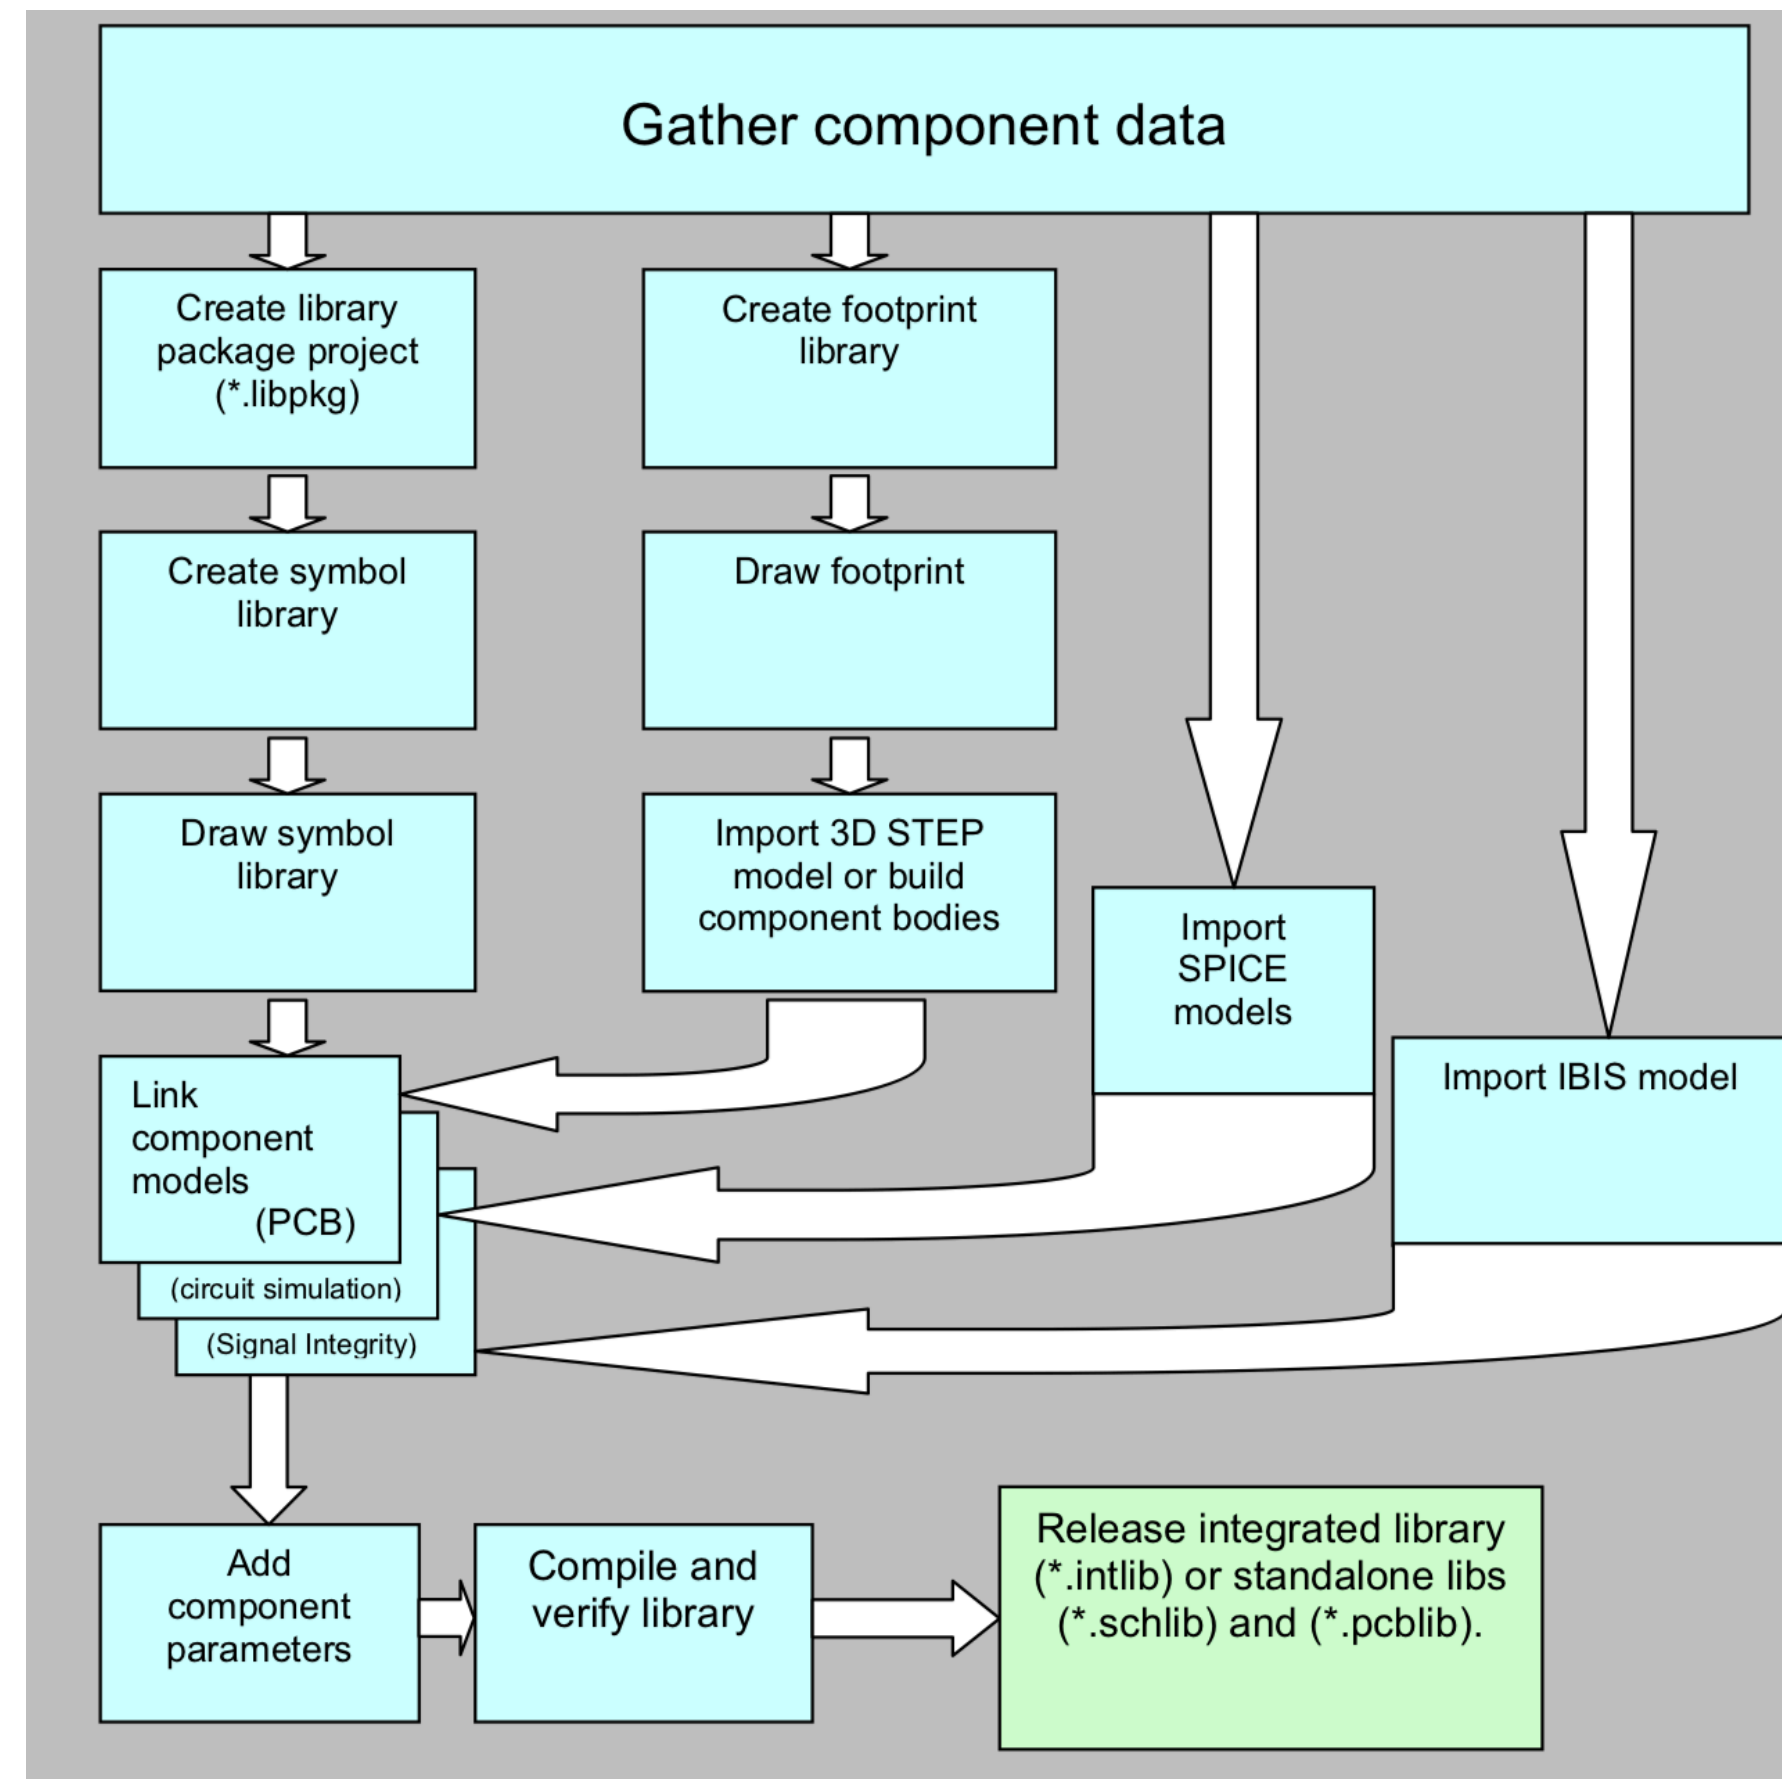 Gather component data
Create library
package project
(*.libpkg)
Create footprint
library
Create symbol
library
Draw footprint
Draw symbol
library
Import 3D STEP
model or build
component bodies
Import
SPICE
models
Import IBIS model
Link
component
models
(PCB)
(circuit simulation)
(Signal Integrity)
Add
component
parameters
Compile and
verify library
Release integrated library
(*.intlib) or standalone libs
(*.schlib) and (*.pcblib).